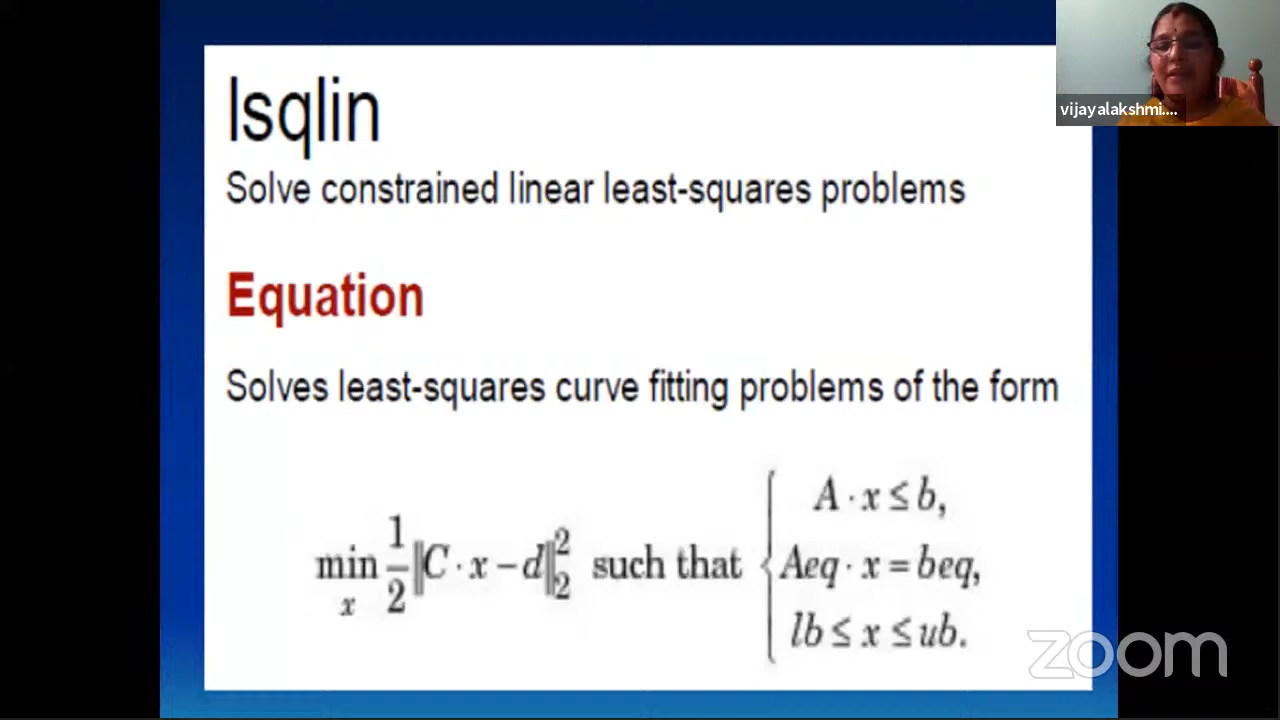 lsqlin
Solve constrained linear least-squares problems
Equation
Solves least-squares curve fitting problems of the form
min_x 1/2 ‖C · x − d‖₂² such that { A · x ≤ b,
Aeq · x = beq,
lb ≤ x ≤ ub.
vijayalakshmi....
zoom